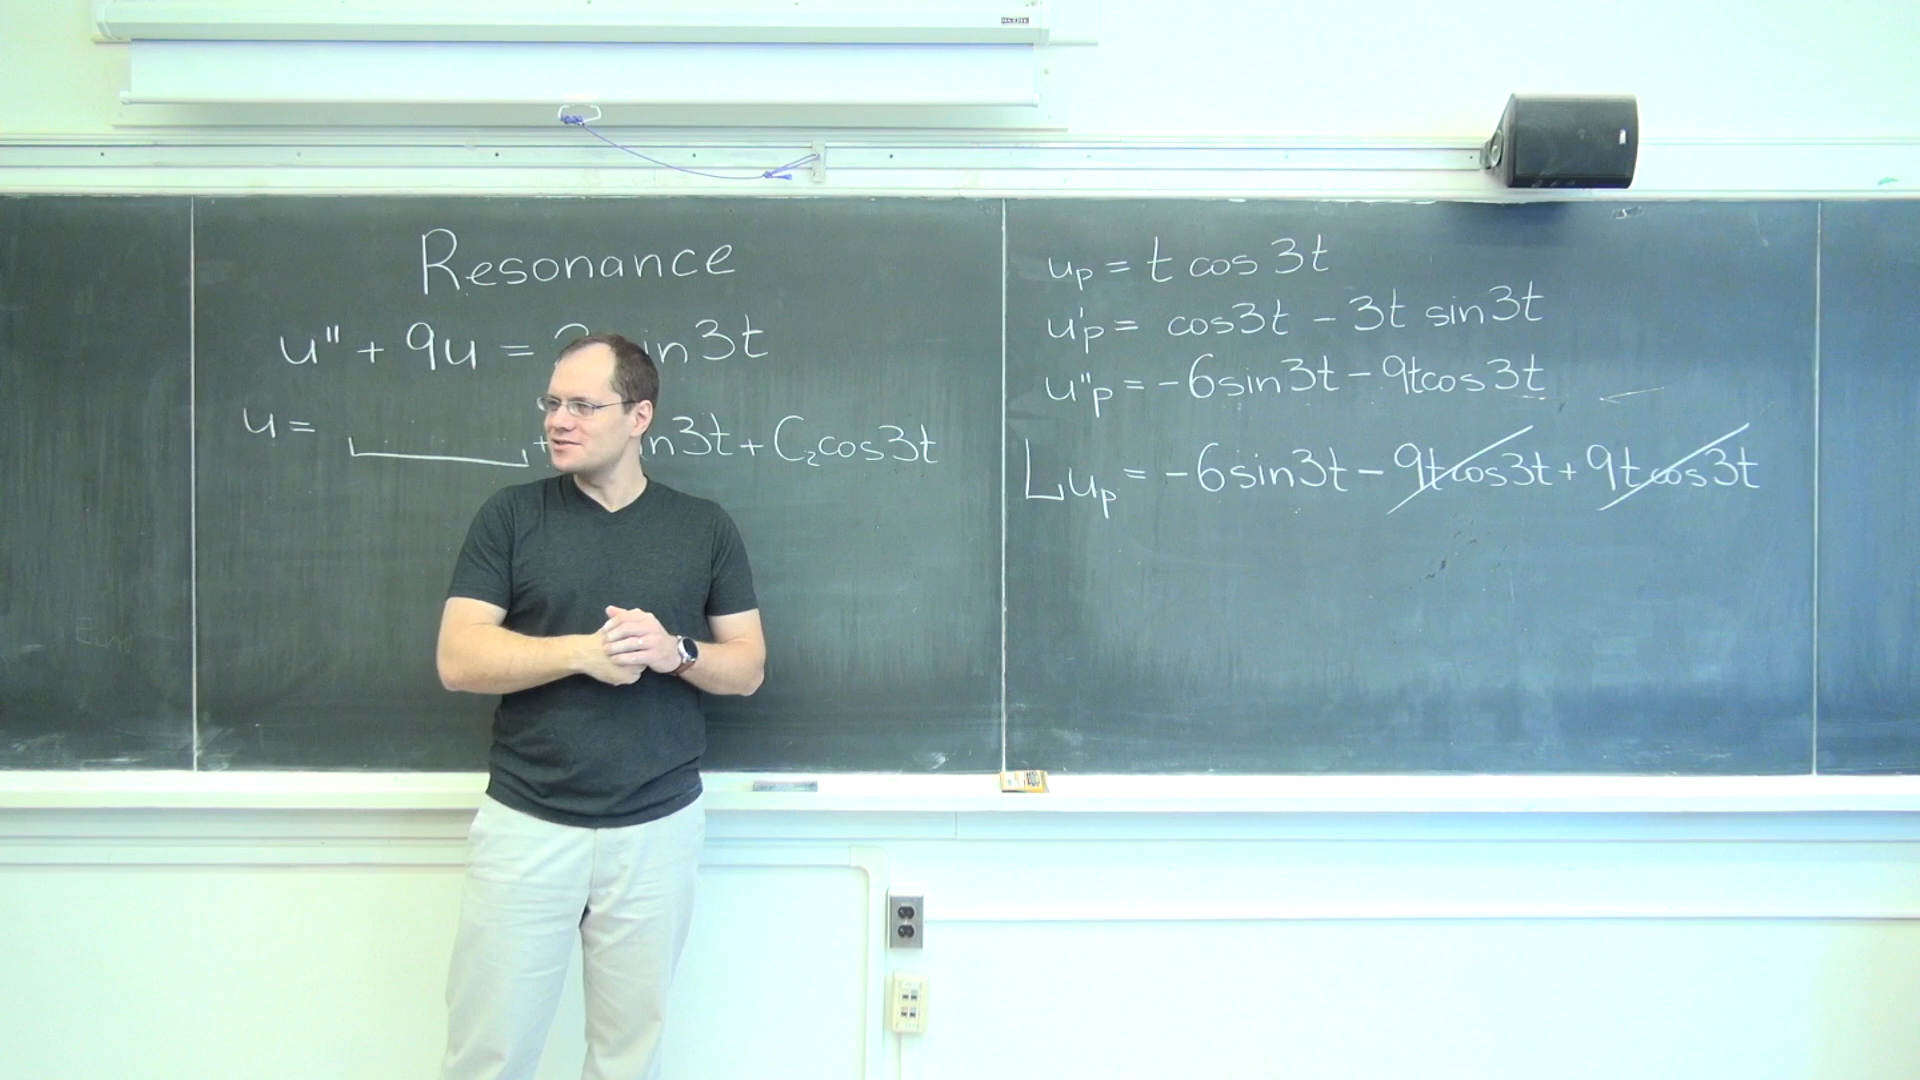 Resonance
u" + 9u = in3t
u = + n3t + C₂cos3t
uₚ = t cos 3t
u'ₚ = cos3t - 3t sin3t
u"ₚ = -6sin3t - 9tcos3t
Luₚ = -6sin3t - 9tcos3t + 9tcos3t